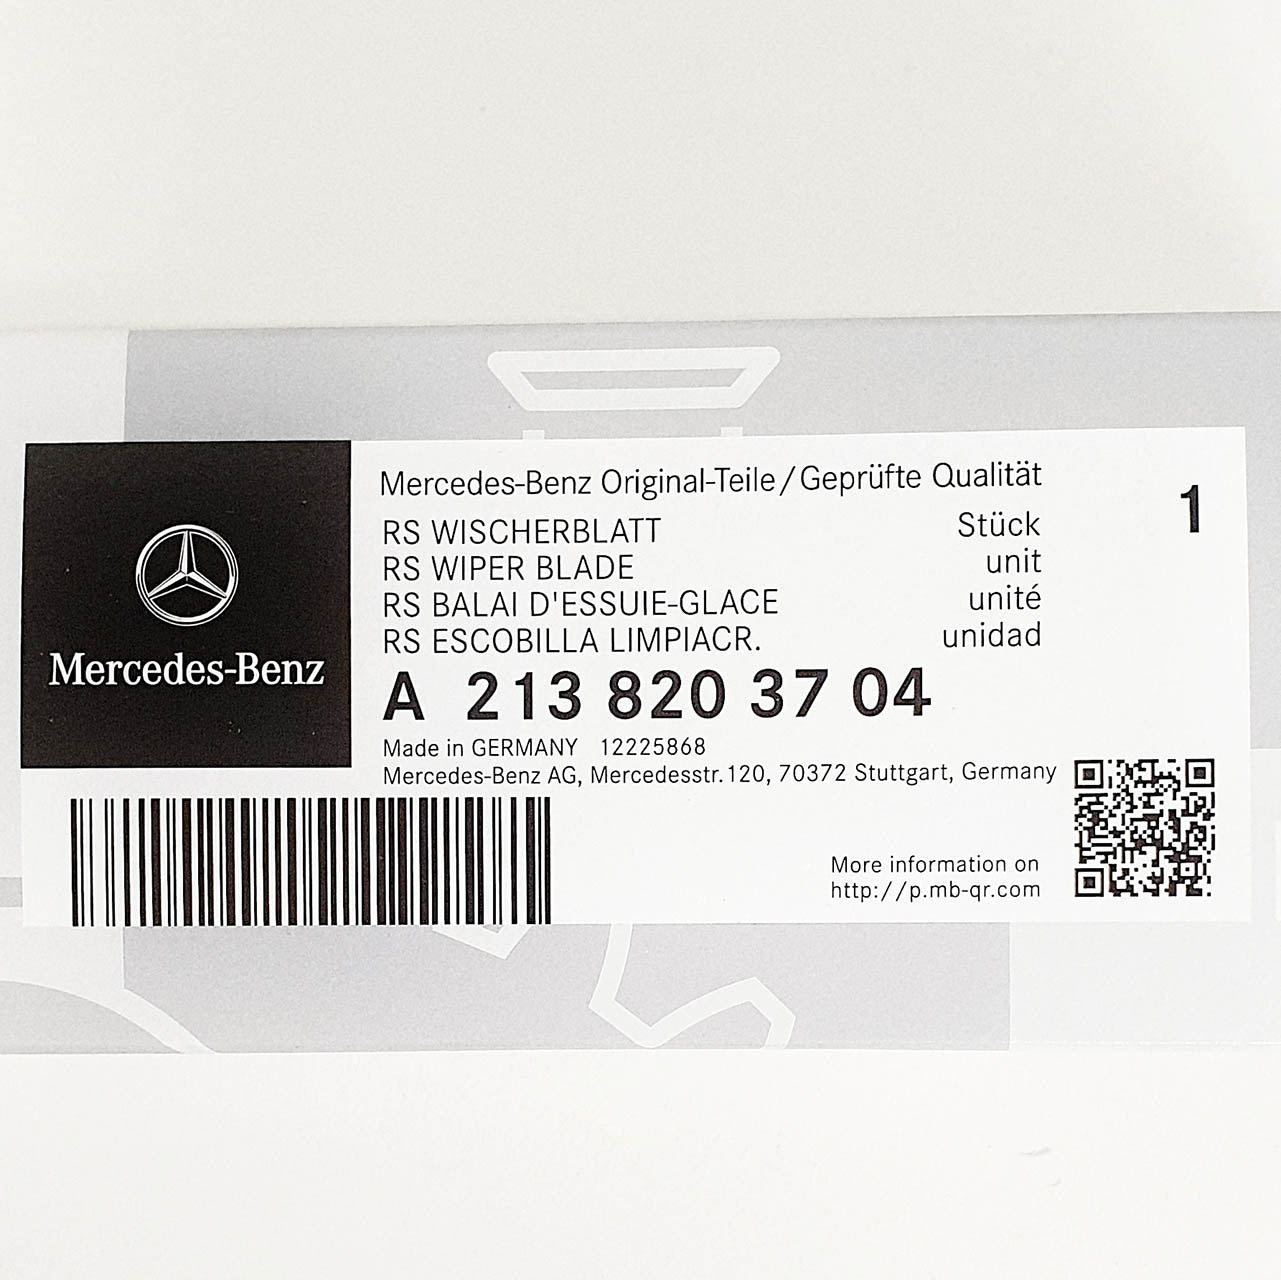 Mercedes-Benz
Mercedes-Benz Original-Teile/Geprüfte Qualität
1
RS WISCHERBLATT Stück
RS WIPER BLADE unit
RS BALAI D'ESSUIE-GLACE unité
RS ESCOBILLA LIMPIACR. unidad
A 213 820 37 04
Made in GERMANY 12225868
Mercedes-Benz AG, Mercedesstr.120, 70372 Stuttgart, Germany
More information on
http://p.mb-qr.com